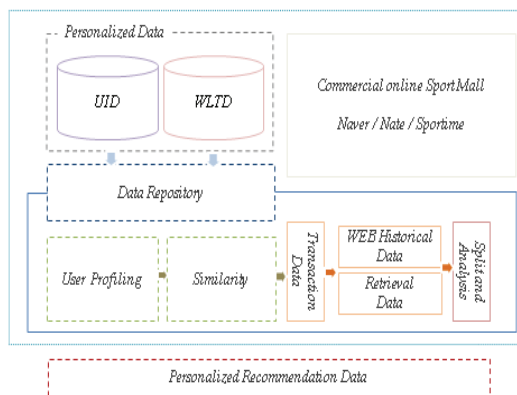 Personalized Data
UID
WLTD
Commercial online SportMall
Naver / Nate / Sportime
Data Repository
User Profiling
Similarity
Transaction
Data
WEB Historical
Data
Retrieval
Data
Split and
Analysis
Personalized Recommendation Data